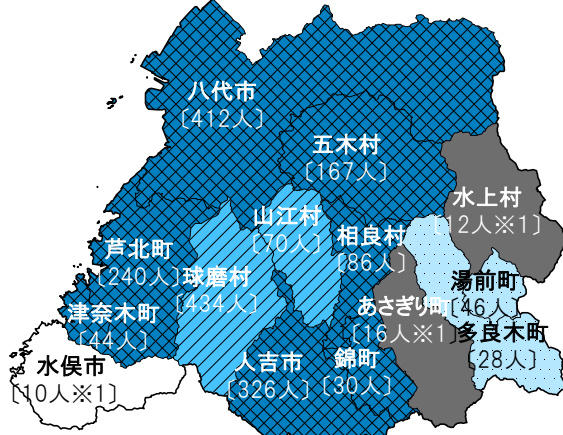 八代市
〔412人〕
五木村
〔167人〕
水上村
〔12人※1〕
山江村
〔70人〕
相良村
〔86人〕
芦北町
〔240人〕
球磨村
〔434人〕
湯前町
〔46人〕
津奈木町
〔44人〕
あさぎり町
〔16人※1〕
多良木町
〔28人〕
水俣市
〔10人※1〕
人吉市
〔326人〕
錦町
〔30人〕